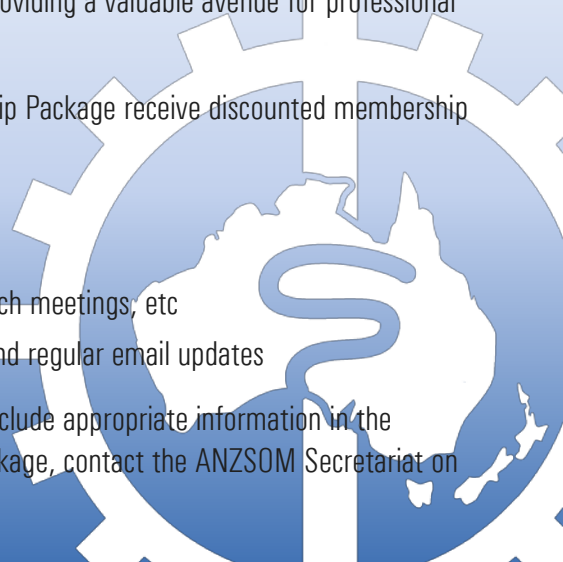 oviding a valuable avenue for professional
ip Package receive discounted membership
ch meetings, etc
nd regular email updates
clude appropriate information in the
kage, contact the ANZSOM Secretariat on